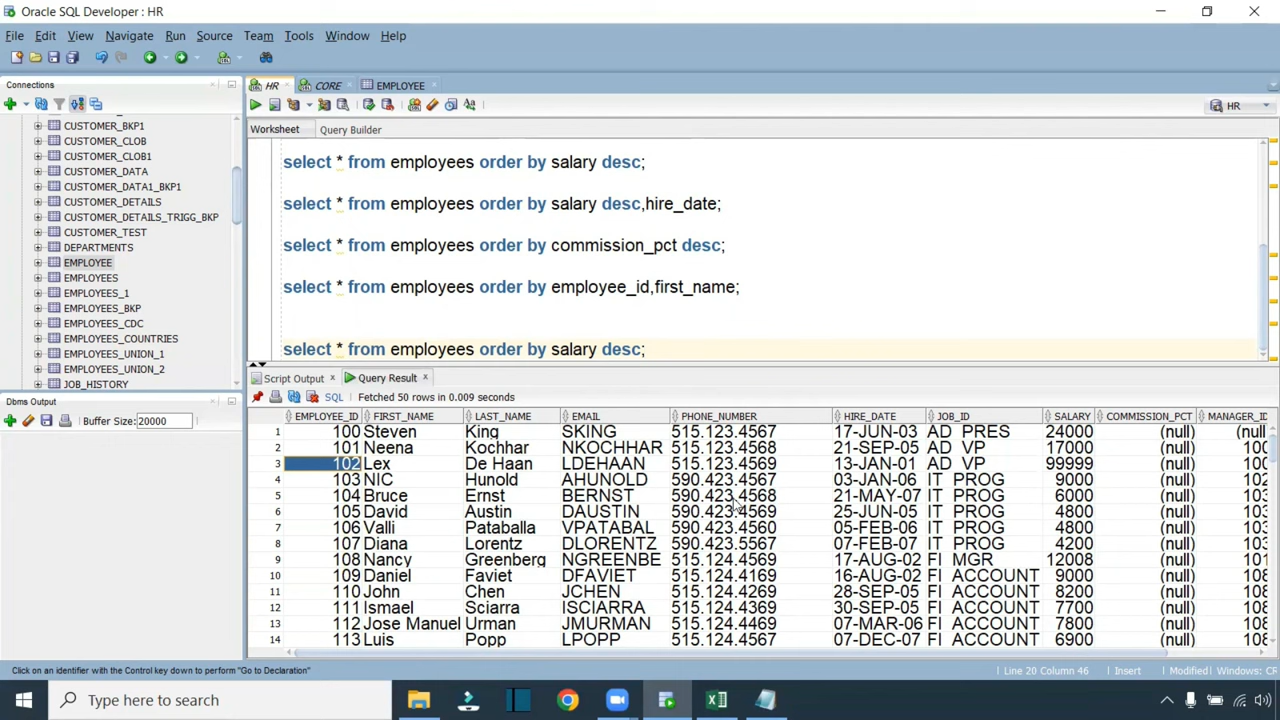 Oracle SQL Developer : HR
File Edit View Navigate Run Source Team Tools Window Help
Connections
CUSTOMER_BKP1
CUSTOMER_CLOB
CUSTOMER_CLOB1
CUSTOMER_DATA
CUSTOMER_DATA1_BKP1
CUSTOMER_DETAILS
CUSTOMER_DETAILS_TRIGG_BKP
CUSTOMER_TEST
DEPARTMENTS
EMPLOYEE
EMPLOYEES
EMPLOYEES_1
EMPLOYEES_BKP
EMPLOYEES_CDC
EMPLOYEES_COUNTRIES
EMPLOYEES_UNION_1
EMPLOYEES_UNION_2
JOB_HISTORY
Dbms Output
Buffer Size: 20000
HR CORE EMPLOYEE
HR
Worksheet Query Builder
select * from employees order by salary desc;
select * from employees order by salary desc,hire_date;
select * from employees order by commission_pct desc;
select * from employees order by employee_id,first_name;
select * from employees order by salary desc;
Script Output Query Result
SQL Fetched 50 rows in 0.009 seconds
EMPLOYEE_ID FIRST_NAME LAST_NAME EMAIL PHONE_NUMBER HIRE_DATE JOB_ID SALARY COMMISSION_PCT MANAGER_ID
1 100 Steven King SKING 515.123.4567 17-JUN-03 AD_PRES 24000 (null) (null
2 101 Neena Kochhar NKOCHHAR 515.123.4568 21-SEP-05 AD_VP 17000 (null) 100
3 102 Lex De Haan LDEHAAN 515.123.4569 13-JAN-01 AD_VP 99999 (null) 100
4 103 NIC Hunold AHUNOLD 590.423.4567 03-JAN-06 IT_PROG 9000 (null) 102
5 104 Bruce Ernst BERNST 590.423.4568 21-MAY-07 IT_PROG 6000 (null) 103
6 105 David Austin DAUSTIN 590.423.4569 25-JUN-05 IT_PROG 4800 (null) 103
7 106 Valli Pataballa VPATABAL 590.423.4560 05-FEB-06 IT_PROG 4800 (null) 103
8 107 Diana Lorentz DLORENTZ 590.423.5567 07-FEB-07 IT_PROG 4200 (null) 103
9 108 Nancy Greenberg NGREENBE 515.124.4569 17-AUG-02 FI_MGR 12008 (null) 101
10 109 Daniel Faviet DFAVIET 515.124.4169 16-AUG-02 FI_ACCOUNT 9000 (null) 108
11 110 John Chen JCHEN 515.124.4269 28-SEP-05 FI_ACCOUNT 8200 (null) 108
12 111 Ismael Sciarra ISCIARRA 515.124.4369 30-SEP-05 FI_ACCOUNT 7700 (null) 108
13 112 Jose Manuel Urman JMURMAN 515.124.4469 07-MAR-06 FI_ACCOUNT 7800 (null) 108
14 113 Luis Popp LPOPP 515.124.4567 07-DEC-07 FI_ACCOUNT 6900 (null) 108
Click on an identifier with the Control key down to perform "Go to Declaration"
Line 20 Column 46 Insert Modified Windows: CR
Type here to search